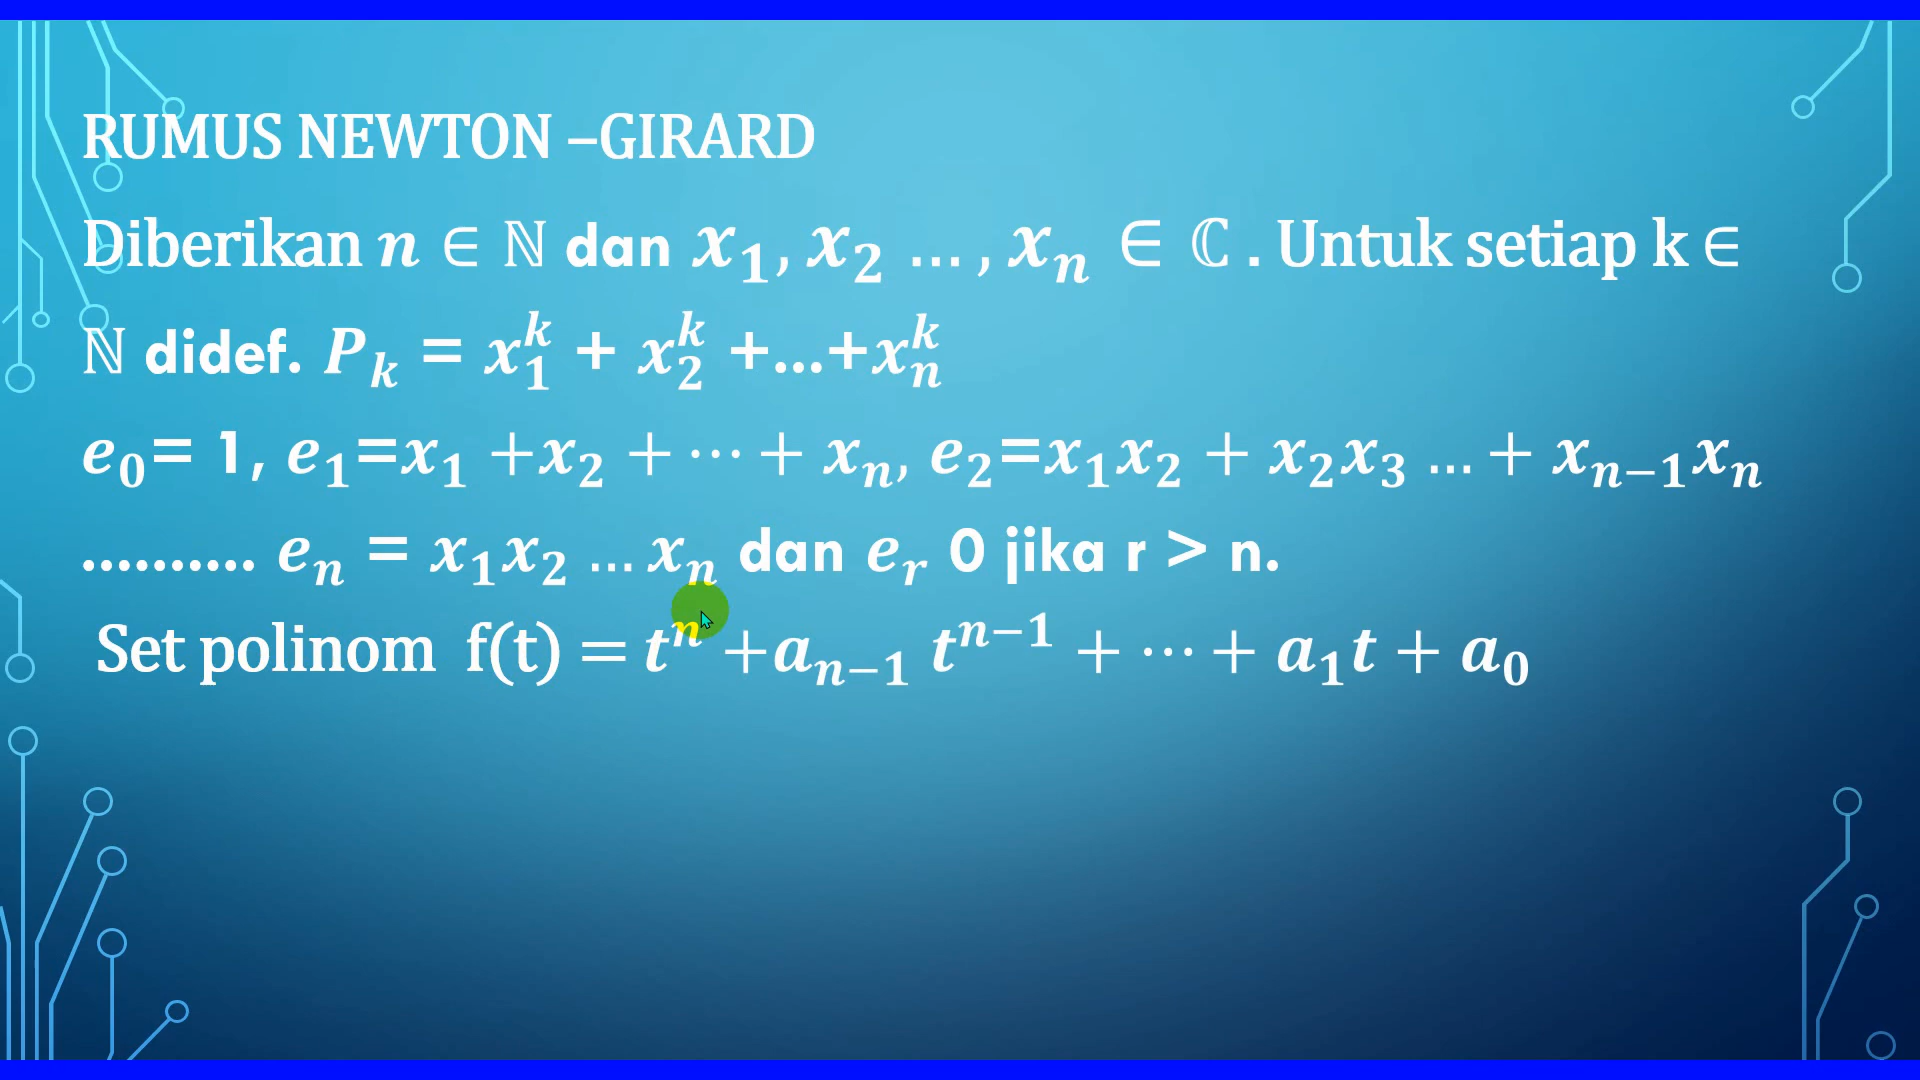 RUMUS NEWTON –GIRARD
Diberikan n ∈ ℕ dan x₁, x₂ …, xₙ ∈ ℂ . Untuk setiap k ∈
ℕ didef. Pₖ = x₁ᵏ + x₂ᵏ +...+xₙᵏ
e₀= 1, e₁=x₁ +x₂ + ⋯ + xₙ, e₂=x₁x₂ + x₂x₃ … + xₙ₋₁xₙ
.......... eₙ = x₁x₂ … xₙ dan eᵣ 0 jika r > n.
Set polinom f(t) = tⁿ +aₙ₋₁ tⁿ⁻¹ + ⋯ + a₁t + a₀